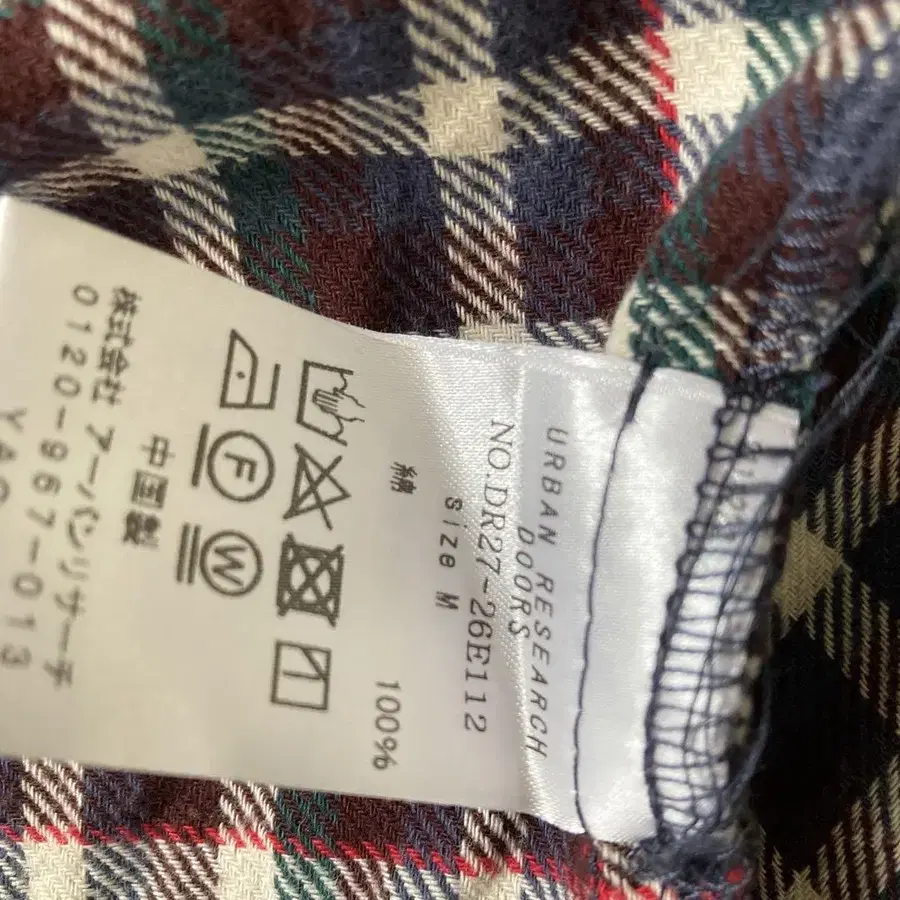 URBAN RESEARCH
DOORS
NO.DR27-26E112
Size M
綿 100%
F
W
中国製
株式会社 アーバンリサーチ
0120-967-013